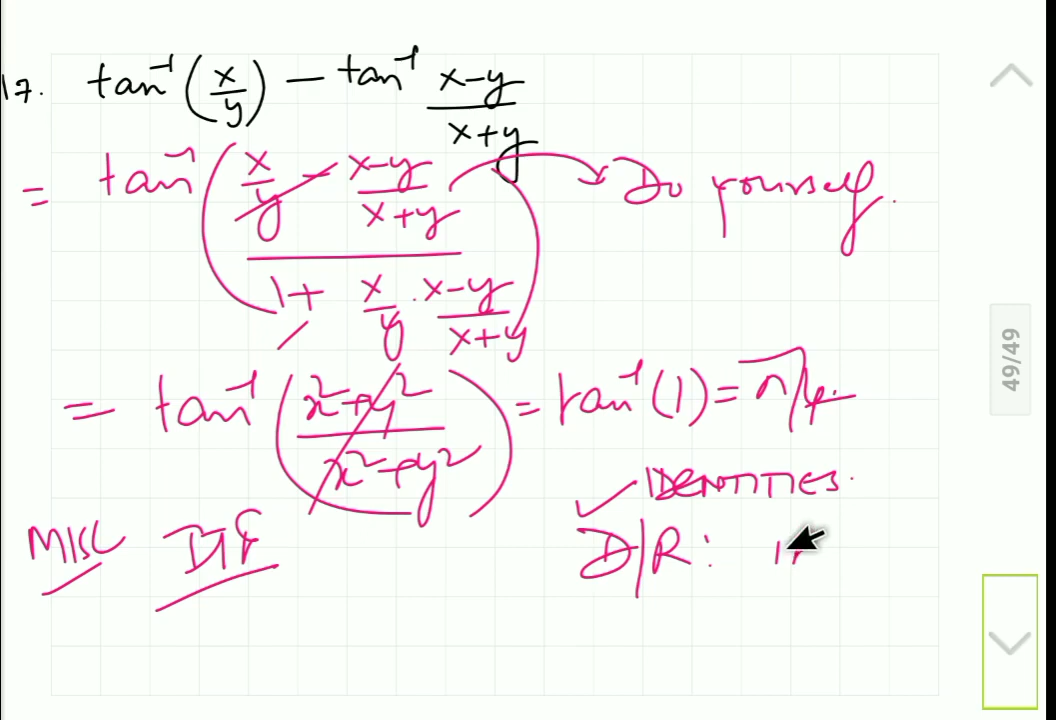 17. tan⁻¹ (x/y) − tan⁻¹ x−y/x+y
= tan⁻¹ (x/y − x−y/x+y / 1+ x/y . x−y/x+y) → Do yourself.
= tan⁻¹ (x²+y²/x²+y²) = tan⁻¹(1) = π/4
✓ IDENTITIES.
MISC ITF D/R:
49/49